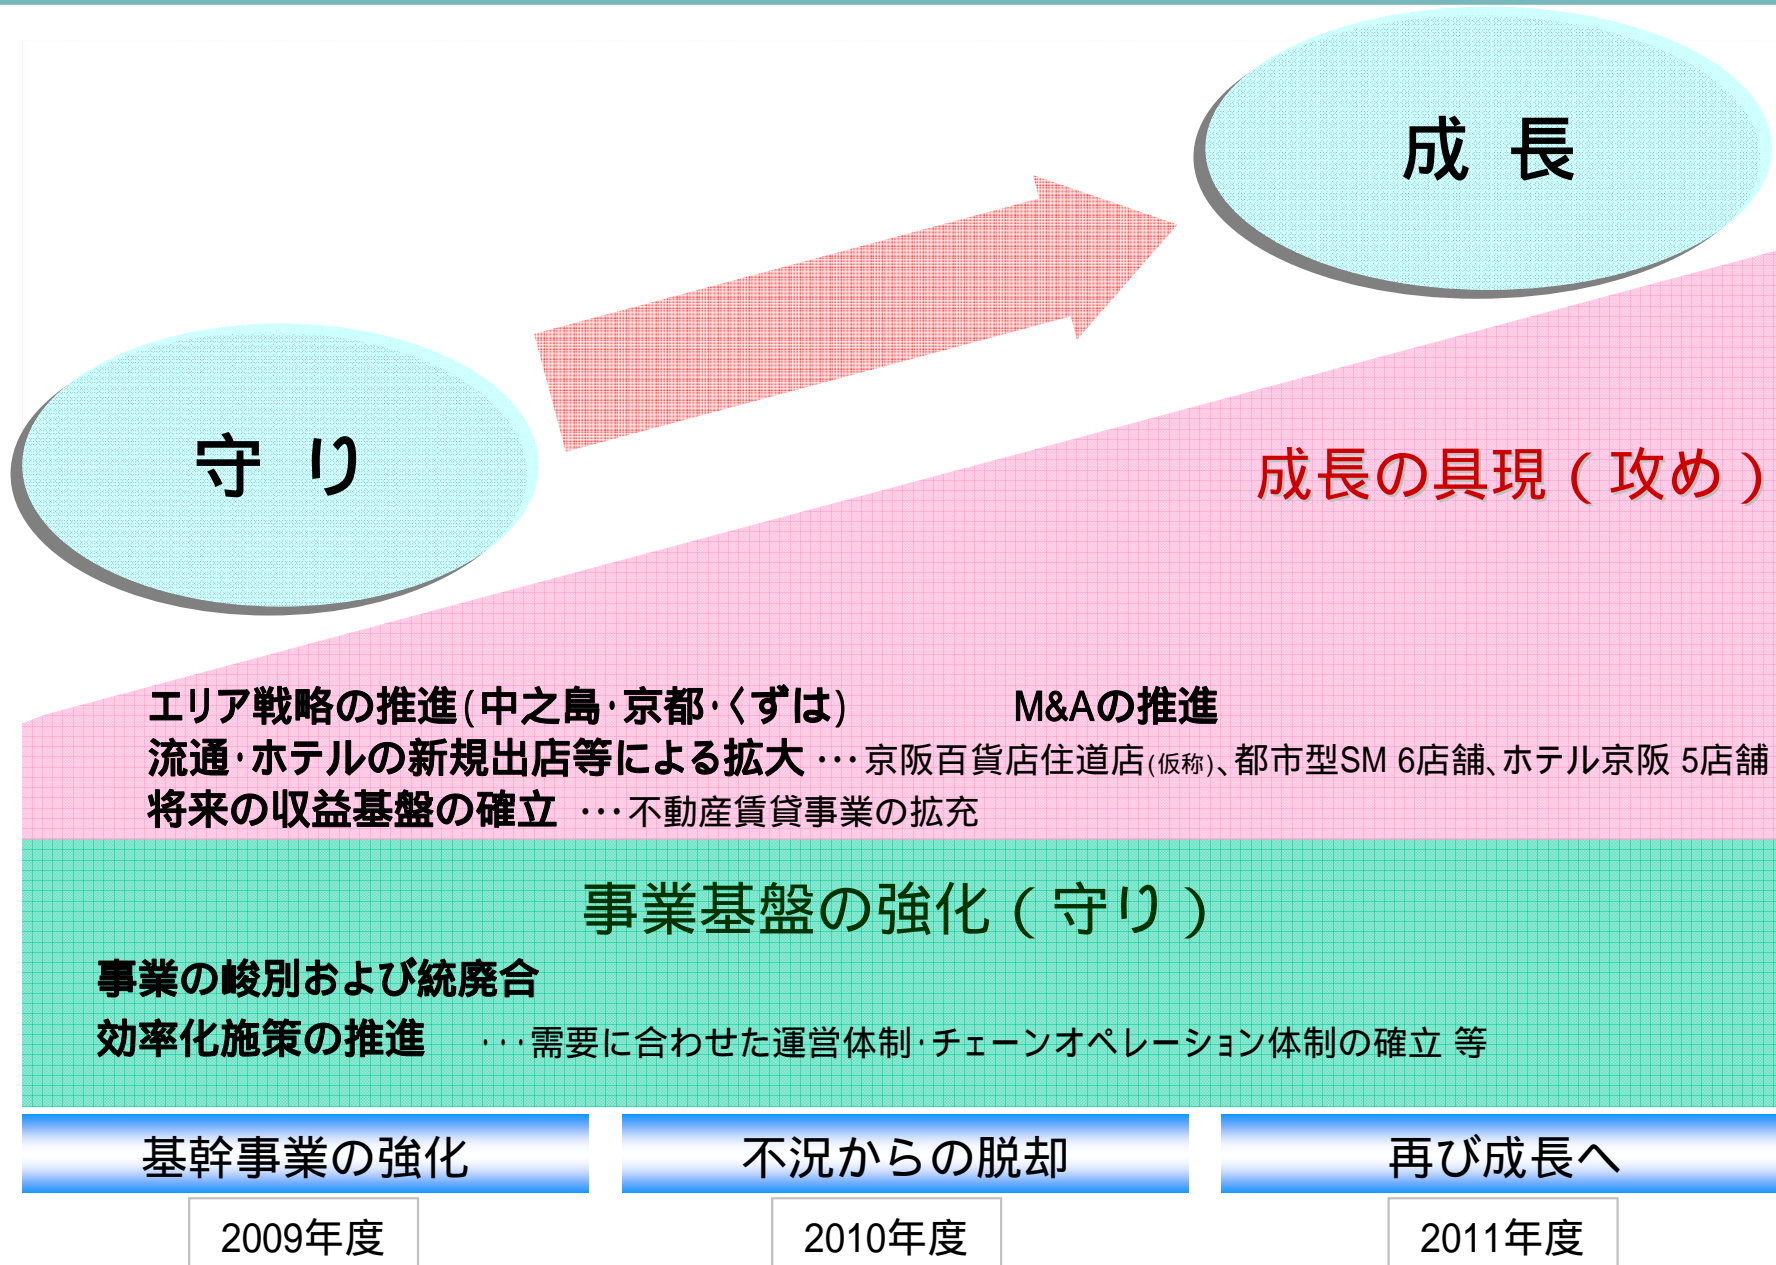 成 長
守 り
成長の具現（攻め）
エリア戦略の推進(中之島･京都･くずは) M&Aの推進
流通･ホテルの新規出店等による拡大 ･･･京阪百貨店住道店(仮称)、都市型SM 6店舗、ホテル京阪 5店舗
将来の収益基盤の確立 ･･･不動産賃貸事業の拡充
事業基盤の強化（守り）
事業の峻別および統廃合
効率化施策の推進 ･･･需要に合わせた運営体制･チェーンオペレーション体制の確立 等
基幹事業の強化 不況からの脱却 再び成長へ
2009年度 2010年度 2011年度